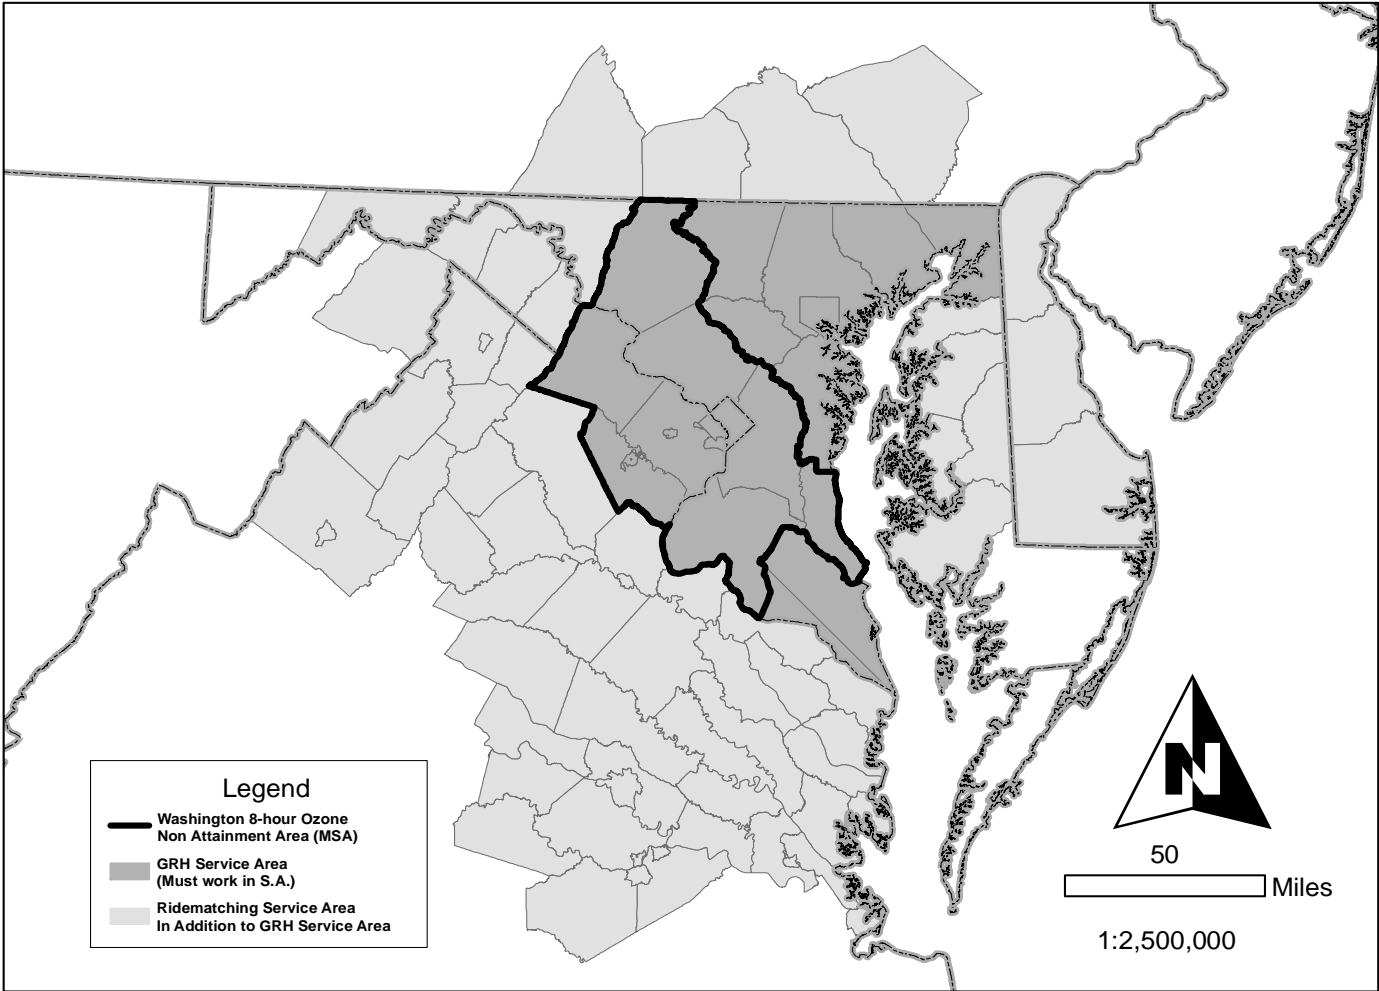 Legend
Washington 8-hour Ozone
Non Attainment Area (MSA)
GRH Service Area
(Must work in S.A.)
Ridematching Service Area
In Addition to GRH Service Area
N
50
Miles
1:2,500,000